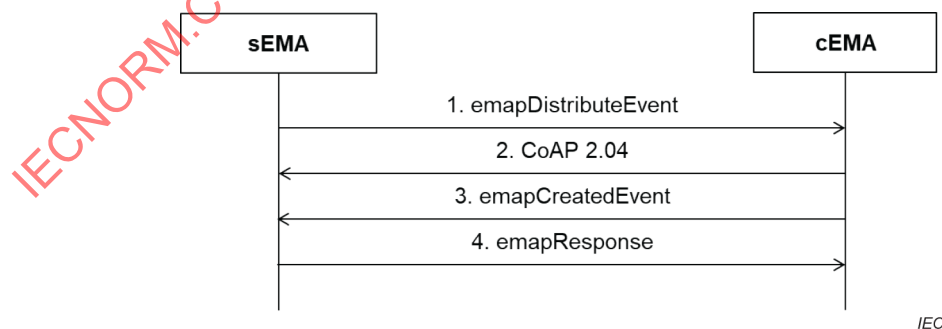 IECNORM.C
sEMA
cEMA
1. emapDistributeEvent
2. CoAP 2.04
3. emapCreatedEvent
4. emapResponse
IEC